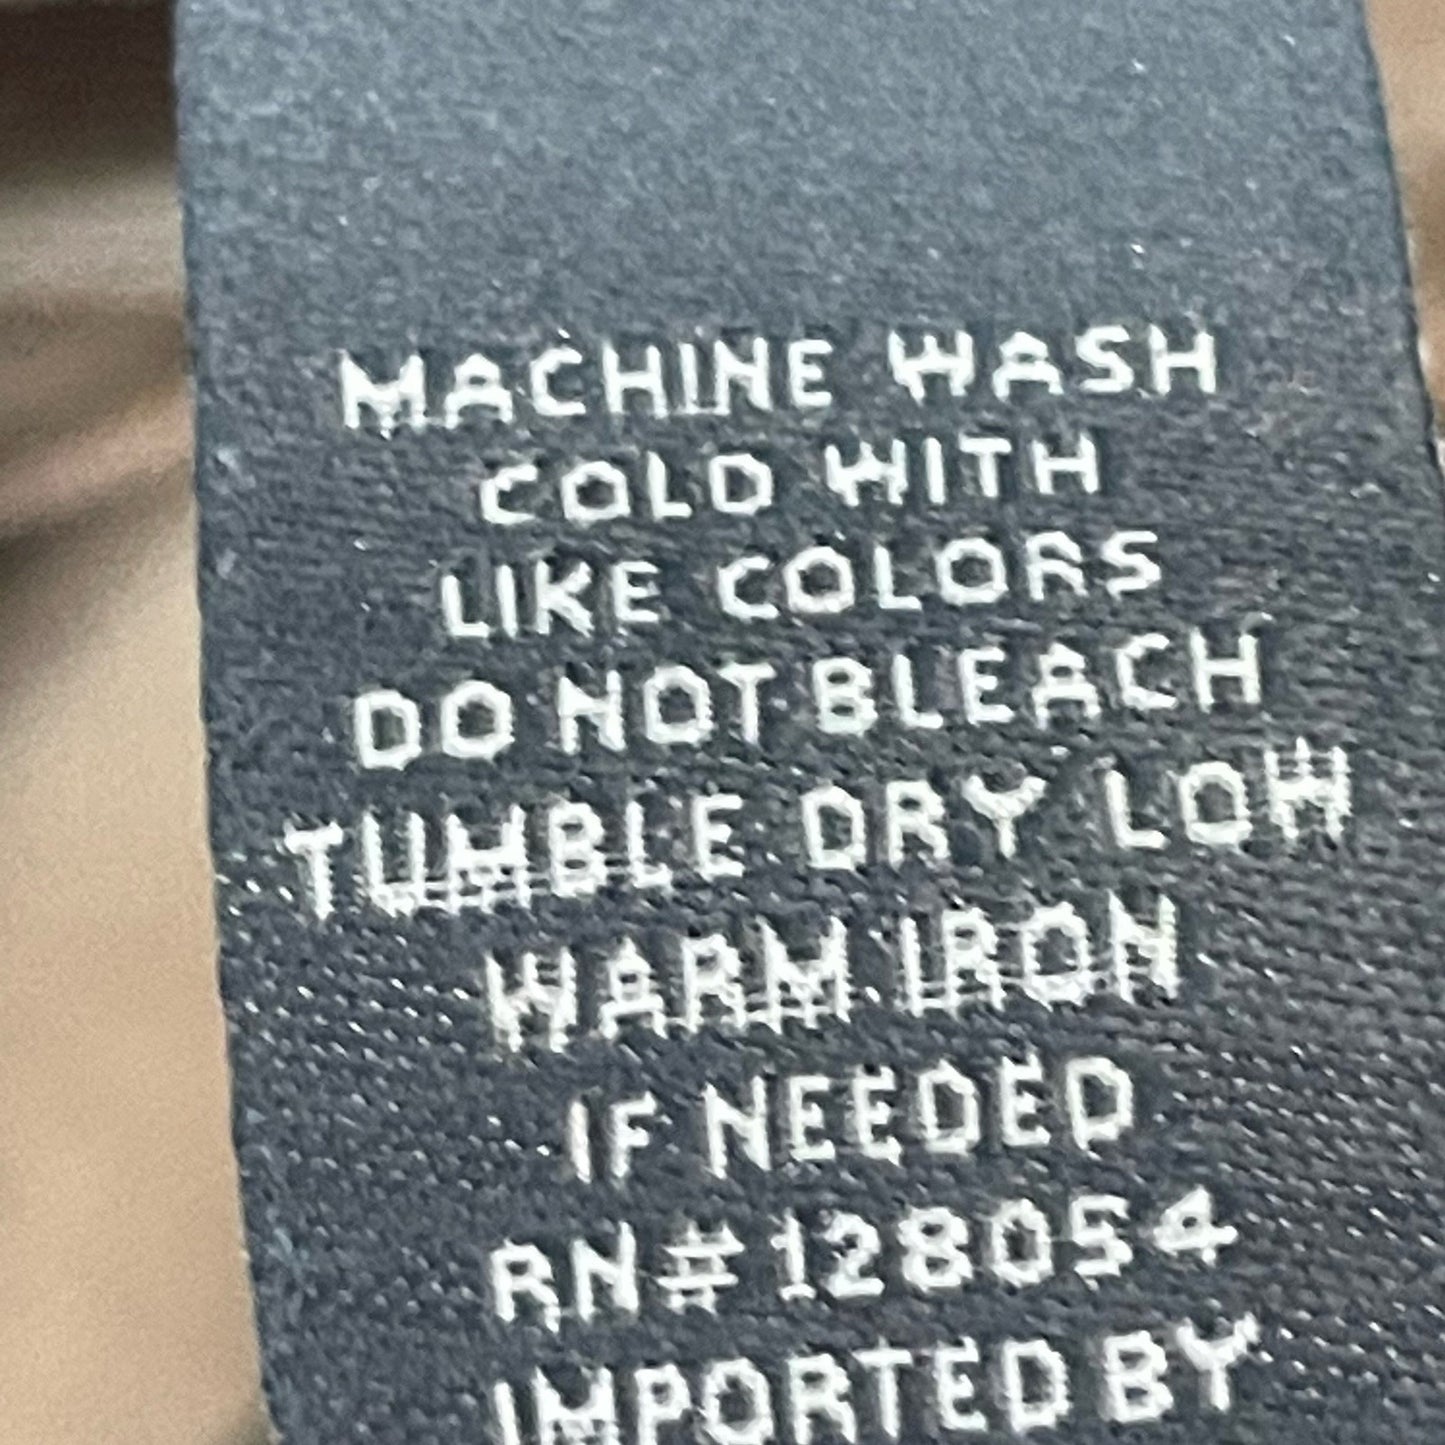 MACHINE WASH
COLD WITH
LIKE COLORS
DO NOT BLEACH
TUMBLE DRY LOW
WARM IRON
IF NEEDED
RN#128054
IMPORTED BY